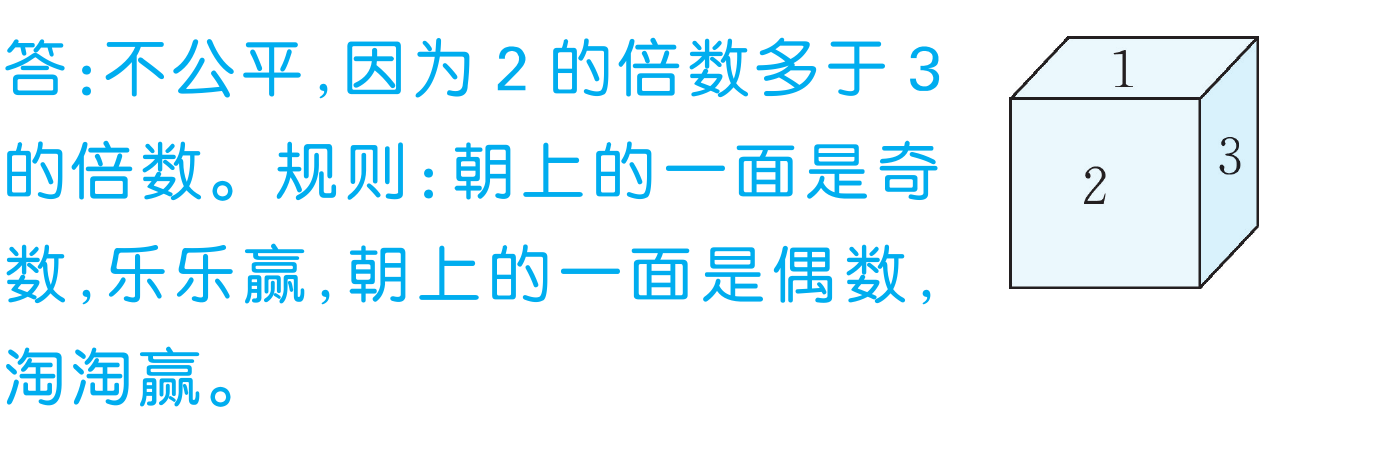 答:不公平,因为 2 的倍数多于 3
的倍数。规则:朝上的一面是奇
数,乐乐赢,朝上的一面是偶数,
淘淘赢。
1
2
3